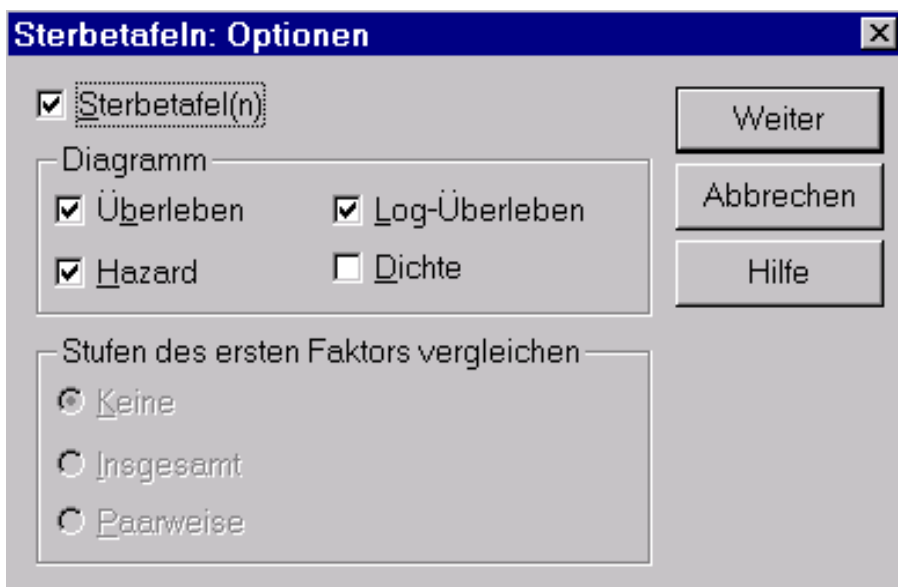 Sterbetafeln: Optionen
Sterbetafel(n)
Weiter
Diagramm
Überleben
Log-Überleben
Abbrechen
Hazard
Dichte
Hilfe
Stufen des ersten Faktors vergleichen
Keine
Insgesamt
Paarweise